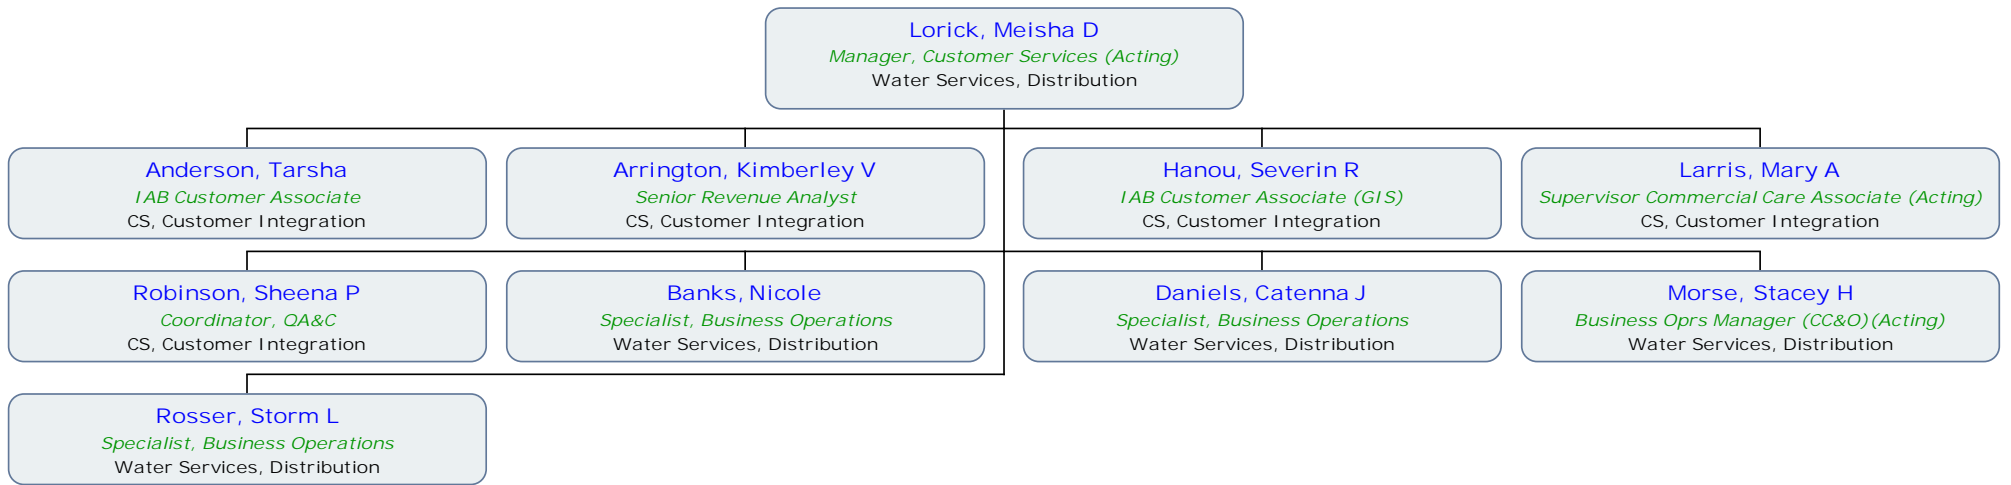 Lorick, Meisha D
Manager, Customer Services (Acting)
Water Services, Distribution
Anderson, Tarsha
IAB Customer Associate
CS, Customer Integration
Arrington, Kimberley V
Senior Revenue Analyst
CS, Customer Integration
Hanou, Severin R
IAB Customer Associate (GIS)
CS, Customer Integration
Larris, Mary A
Supervisor Commercial Care Associate (Acting)
CS, Customer Integration
Robinson, Sheena P
Coordinator, QA&C
CS, Customer Integration
Banks, Nicole
Specialist, Business Operations
Water Services, Distribution
Daniels, Catenna J
Specialist, Business Operations
Water Services, Distribution
Morse, Stacey H
Business Oprs Manager (CC&O)(Acting)
Water Services, Distribution
Rosser, Storm L
Specialist, Business Operations
Water Services, Distribution